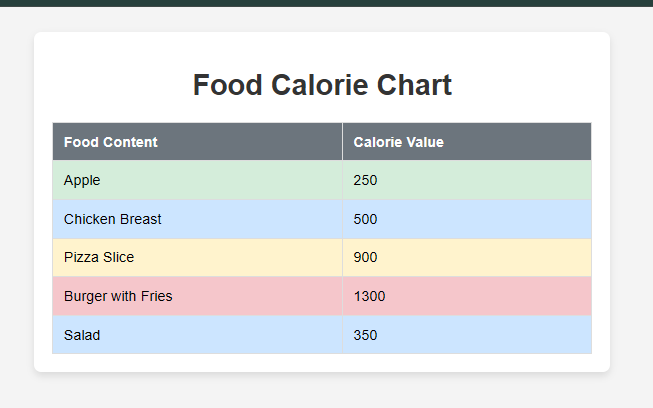 Food Calorie Chart
Food Content Calorie Value
Apple 250
Chicken Breast 500
Pizza Slice 900
Burger with Fries 1300
Salad 350